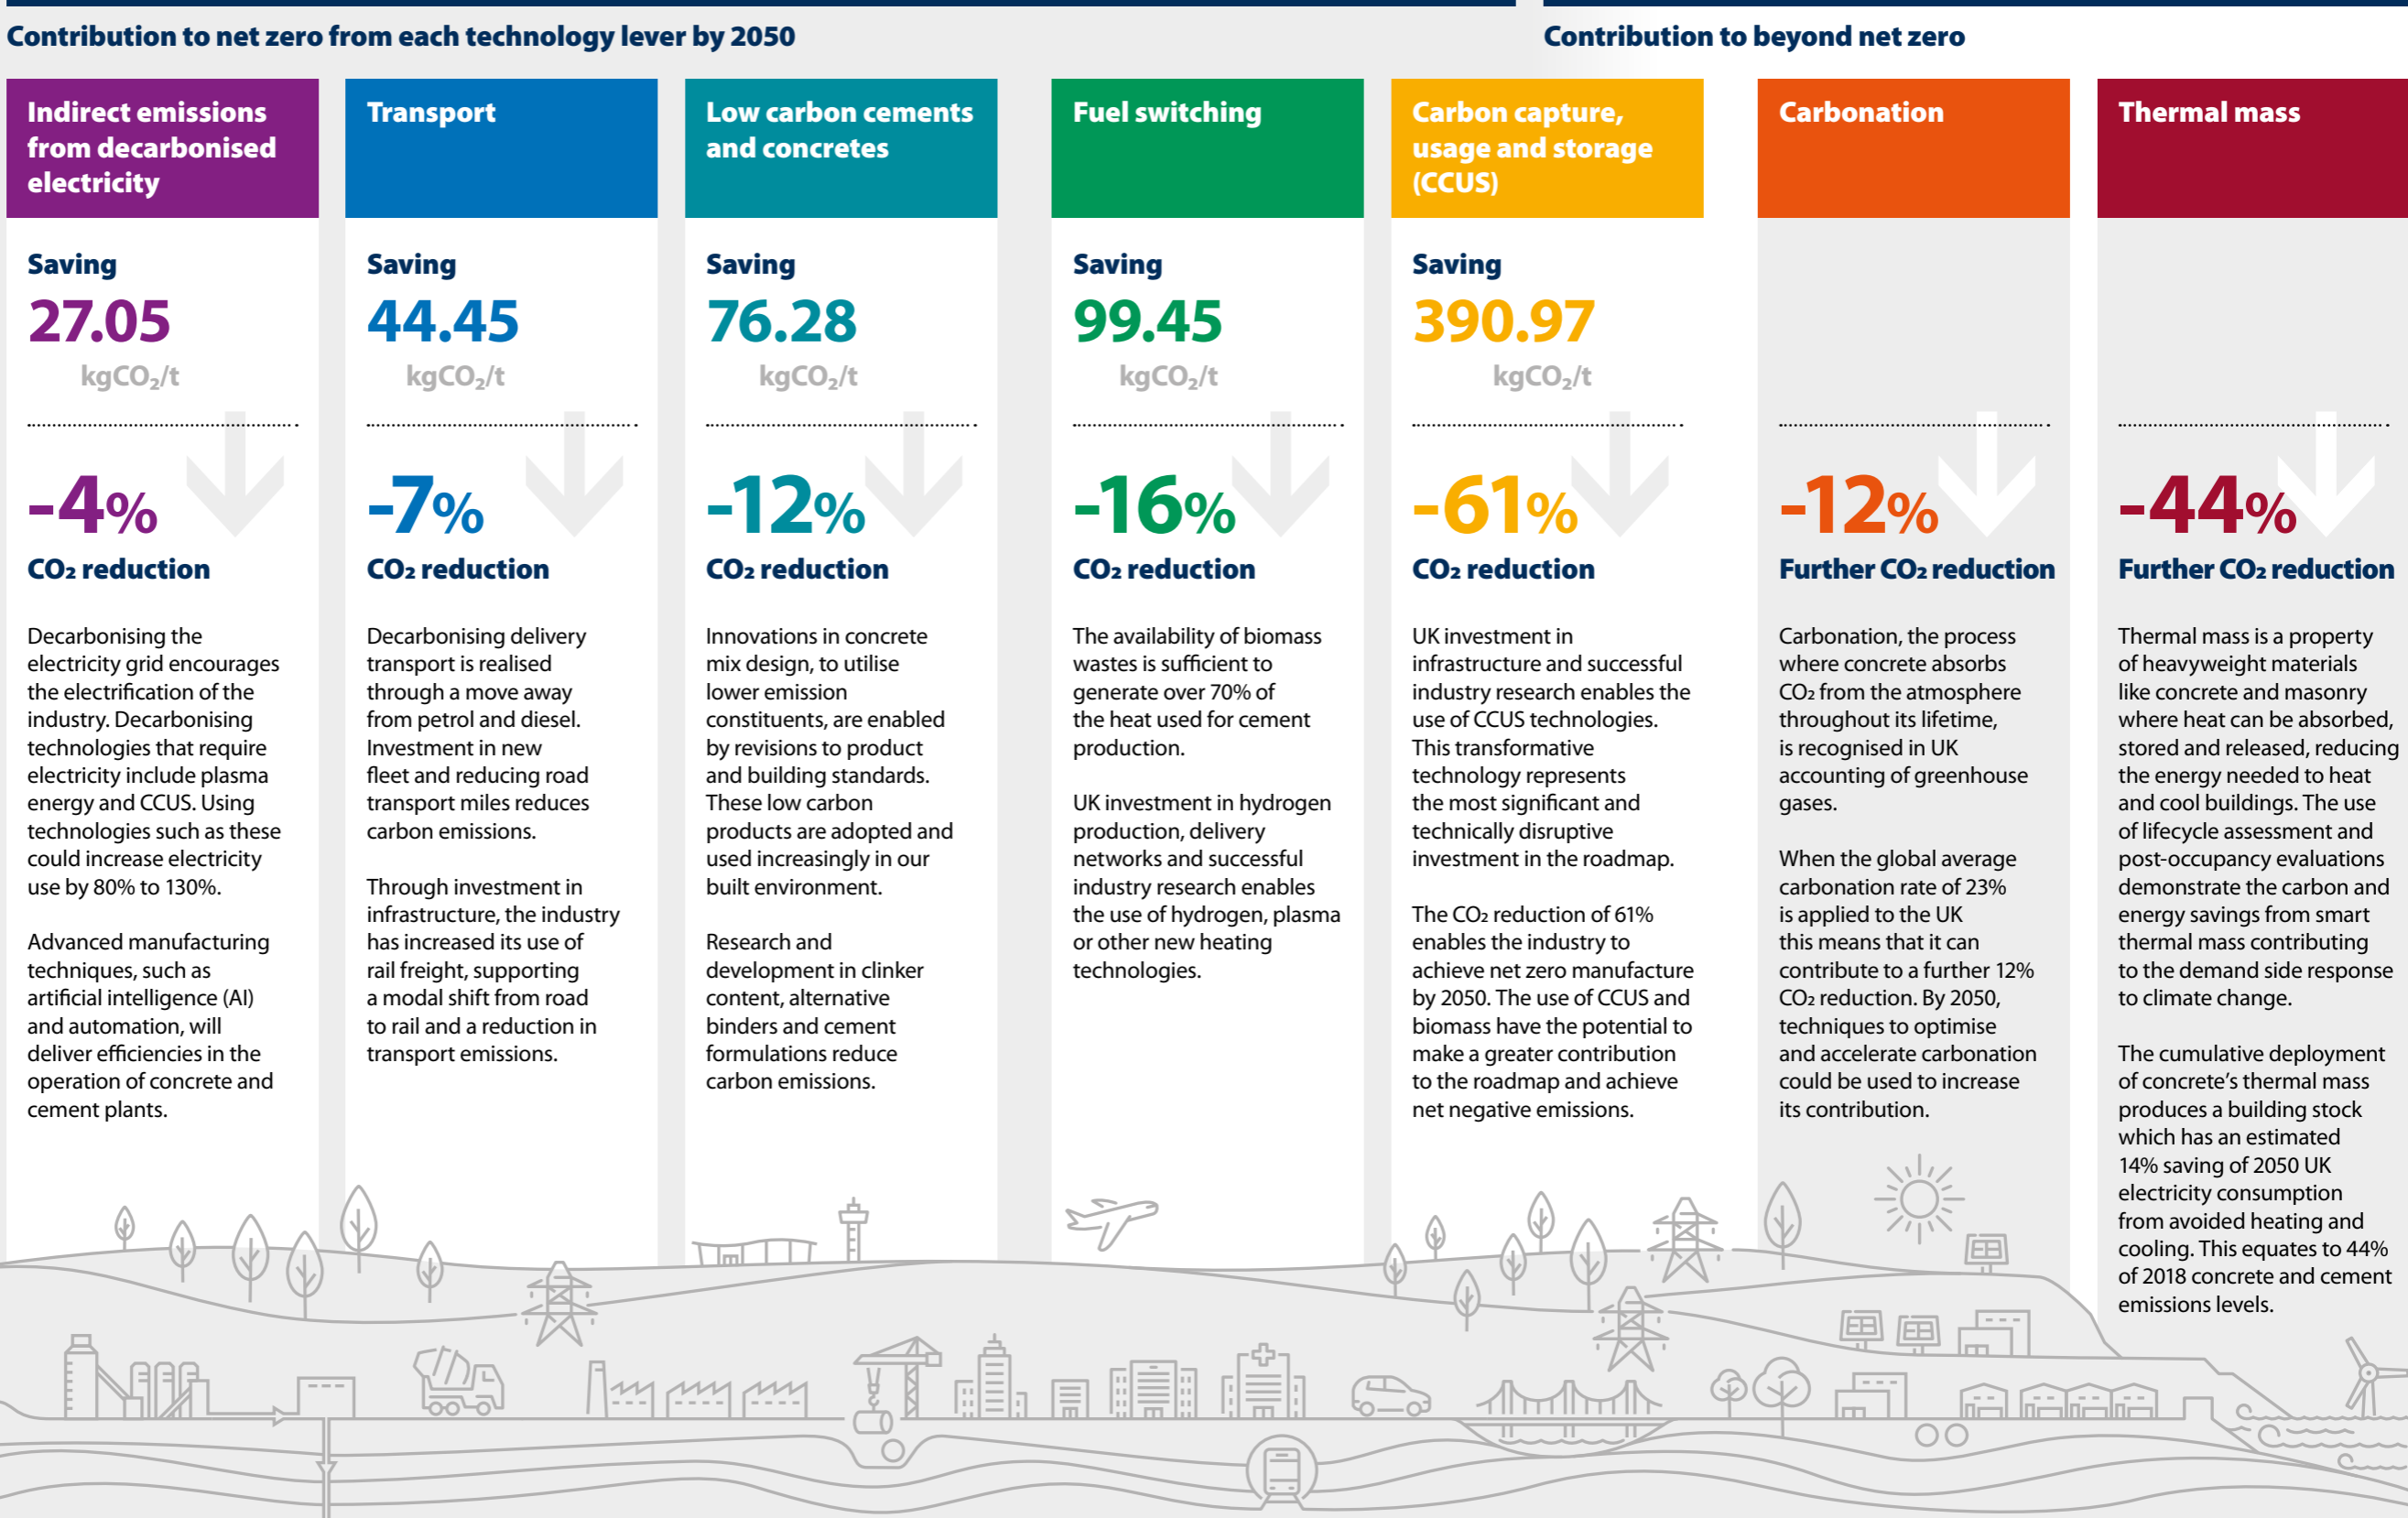 Contribution to net zero from each technology lever by 2050
Contribution to beyond net zero
Indirect emissions
from decarbonised
electricity
Saving
27.05
kgCO₂/t
-4%
CO₂ reduction
Decarbonising the
electricity grid encourages
the electrification of the
industry. Decarbonising
technologies that require
electricity include plasma
energy and CCUS. Using
technologies such as these
could increase electricity
use by 80% to 130%.
Advanced manufacturing
techniques, such as
artificial intelligence (AI)
and automation, will
deliver efficiencies in the
operation of concrete and
cement plants.
Transport
Saving
44.45
kgCO₂/t
-7%
CO₂ reduction
Decarbonising delivery
transport is realised
through a move away
from petrol and diesel.
Investment in new
fleet and reducing road
transport miles reduces
carbon emissions.
Through investment in
infrastructure, the industry
has increased its use of
rail freight, supporting
a modal shift from road
to rail and a reduction in
transport emissions.
Low carbon cements
and concretes
Saving
76.28
kgCO₂/t
-12%
CO₂ reduction
Innovations in concrete
mix design, to utilise
lower emission
constituents, are enabled
by revisions to product
and building standards.
These low carbon
products are adopted and
used increasingly in our
built environment.
Research and
development in clinker
content, alternative
binders and cement
formulations reduce
carbon emissions.
Fuel switching
Saving
99.45
kgCO₂/t
-16%
CO₂ reduction
The availability of biomass
wastes is sufficient to
generate over 70% of
the heat used for cement
production.
UK investment in hydrogen
production, delivery
networks and successful
industry research enables
the use of hydrogen, plasma
or other new heating
technologies.
Carbon capture,
usage and storage
(CCUS)
Saving
390.97
kgCO₂/t
-61%
CO₂ reduction
UK investment in
infrastructure and successful
industry research enables the
use of CCUS technologies.
This transformative
technology represents
the most significant and
technically disruptive
investment in the roadmap.
The CO₂ reduction of 61%
enables the industry to
achieve net zero manufacture
by 2050. The use of CCUS and
biomass have the potential to
make a greater contribution
to the roadmap and achieve
net negative emissions.
Carbonation
-12%
Further CO₂ reduction
Carbonation, the process
where concrete absorbs
CO₂ from the atmosphere
throughout its lifetime,
is recognised in UK
accounting of greenhouse
gases.
When the global average
carbonation rate of 23%
is applied to the UK
this means that it can
contribute to a further 12%
CO₂ reduction. By 2050,
techniques to optimise
and accelerate carbonation
could be used to increase
its contribution.
Thermal mass
-44%
Further CO₂ reduction
Thermal mass is a property
of heavyweight materials
like concrete and masonry
where heat can be absorbed,
stored and released, reducing
the energy needed to heat
and cool buildings. The use
of lifecycle assessment and
post-occupancy evaluations
demonstrate the carbon and
energy savings from smart
thermal mass contributing
to the demand side response
to climate change.
The cumulative deployment
of concrete’s thermal mass
produces a building stock
which has an estimated
14% saving of 2050 UK
electricity consumption
from avoided heating and
cooling. This equates to 44%
of 2018 concrete and cement
emissions levels.